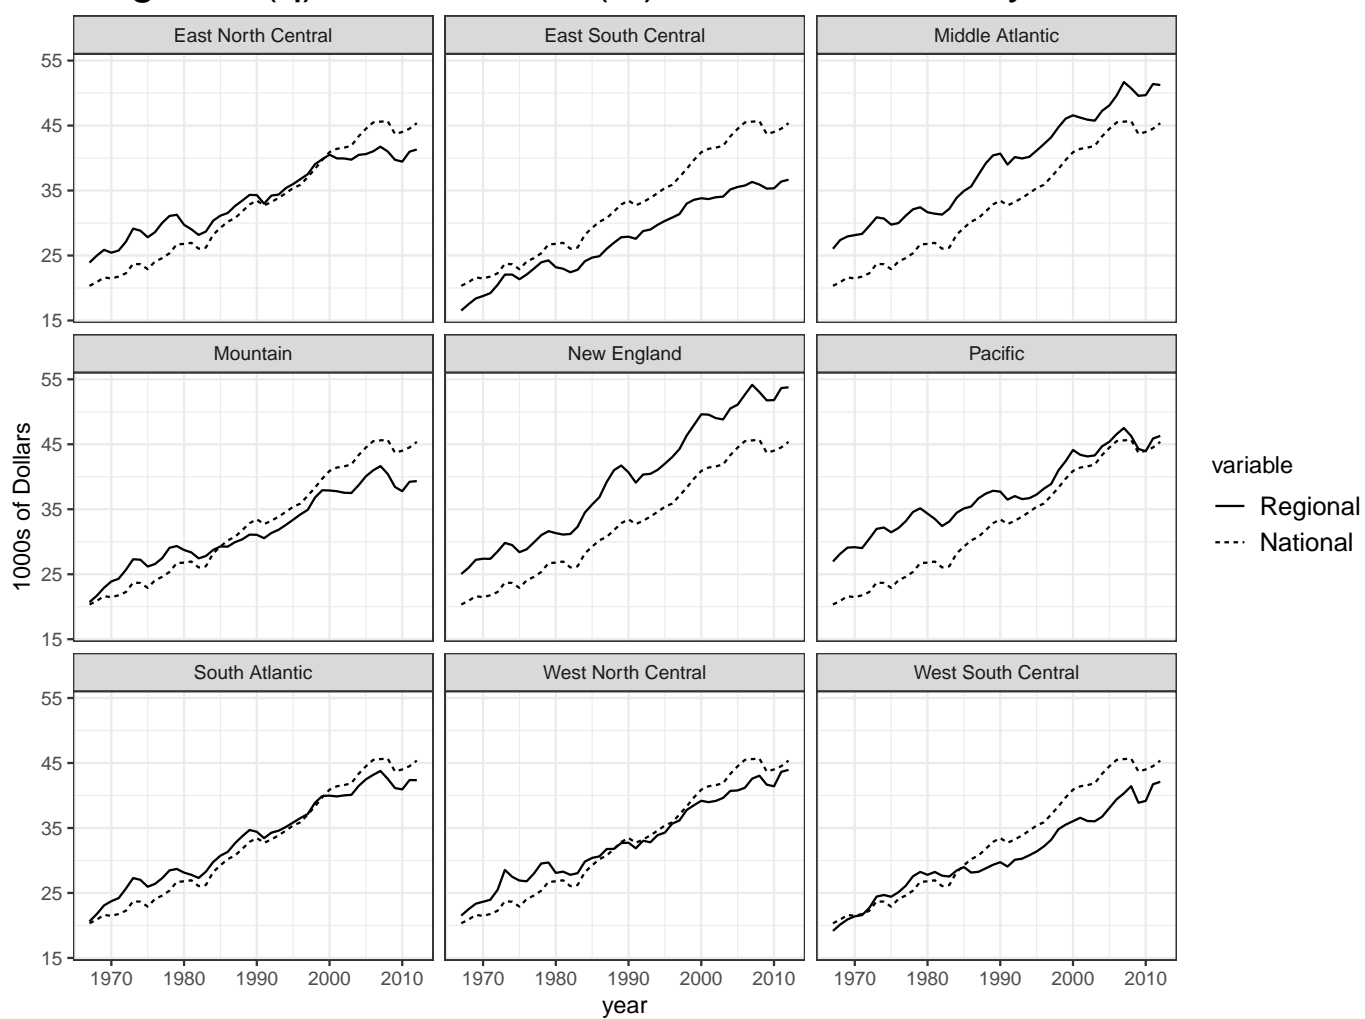 East North Central East South Central Middle Atlantic
55
45
35
25
15
Mountain New England Pacific
55
45
35
25
15
1000s of Dollars
South Atlantic West North Central West South Central
55
45
35
25
15
1970 1980 1990 2000 2010 1970 1980 1990 2000 2010 1970 1980 1990 2000 2010
year
variable
Regional
National